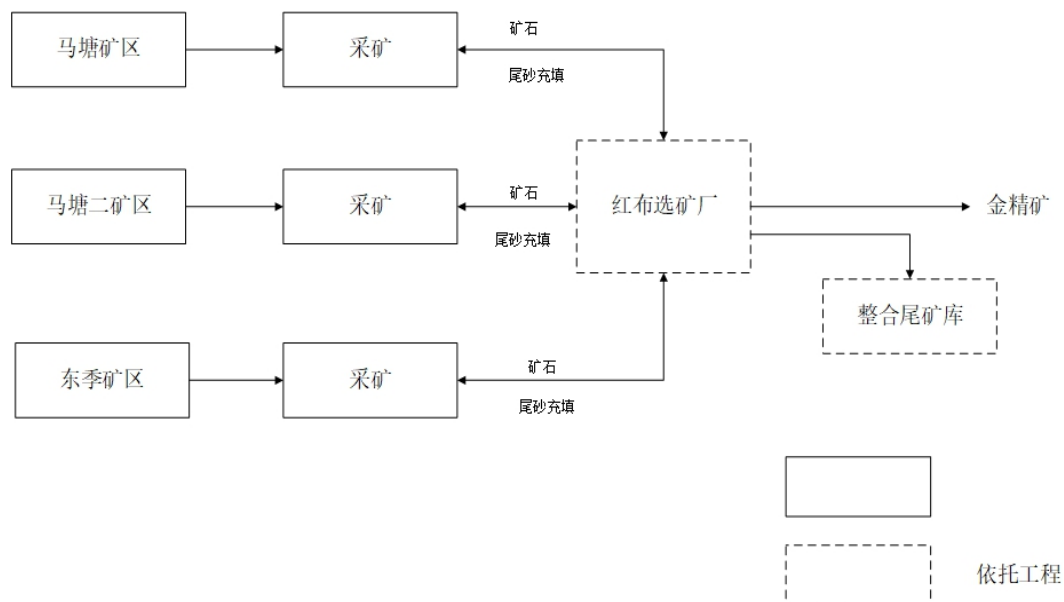 马塘矿区
采矿
矿石
尾砂充填
马塘二矿区
采矿
矿石
尾砂充填
红布选矿厂
金精矿
整合尾矿库
东季矿区
采矿
矿石
尾砂充填
依托工程